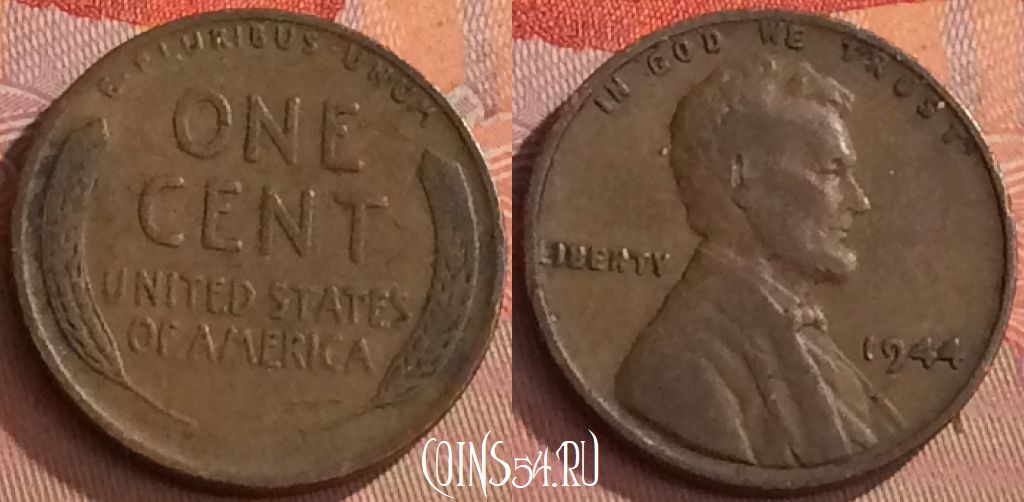 E·PLURIBUS·UNUM
ONE
CENT
UNITED STATES
OF AMERICA
IN GOD WE TRUST
LIBERTY
1944
COINS54.RU